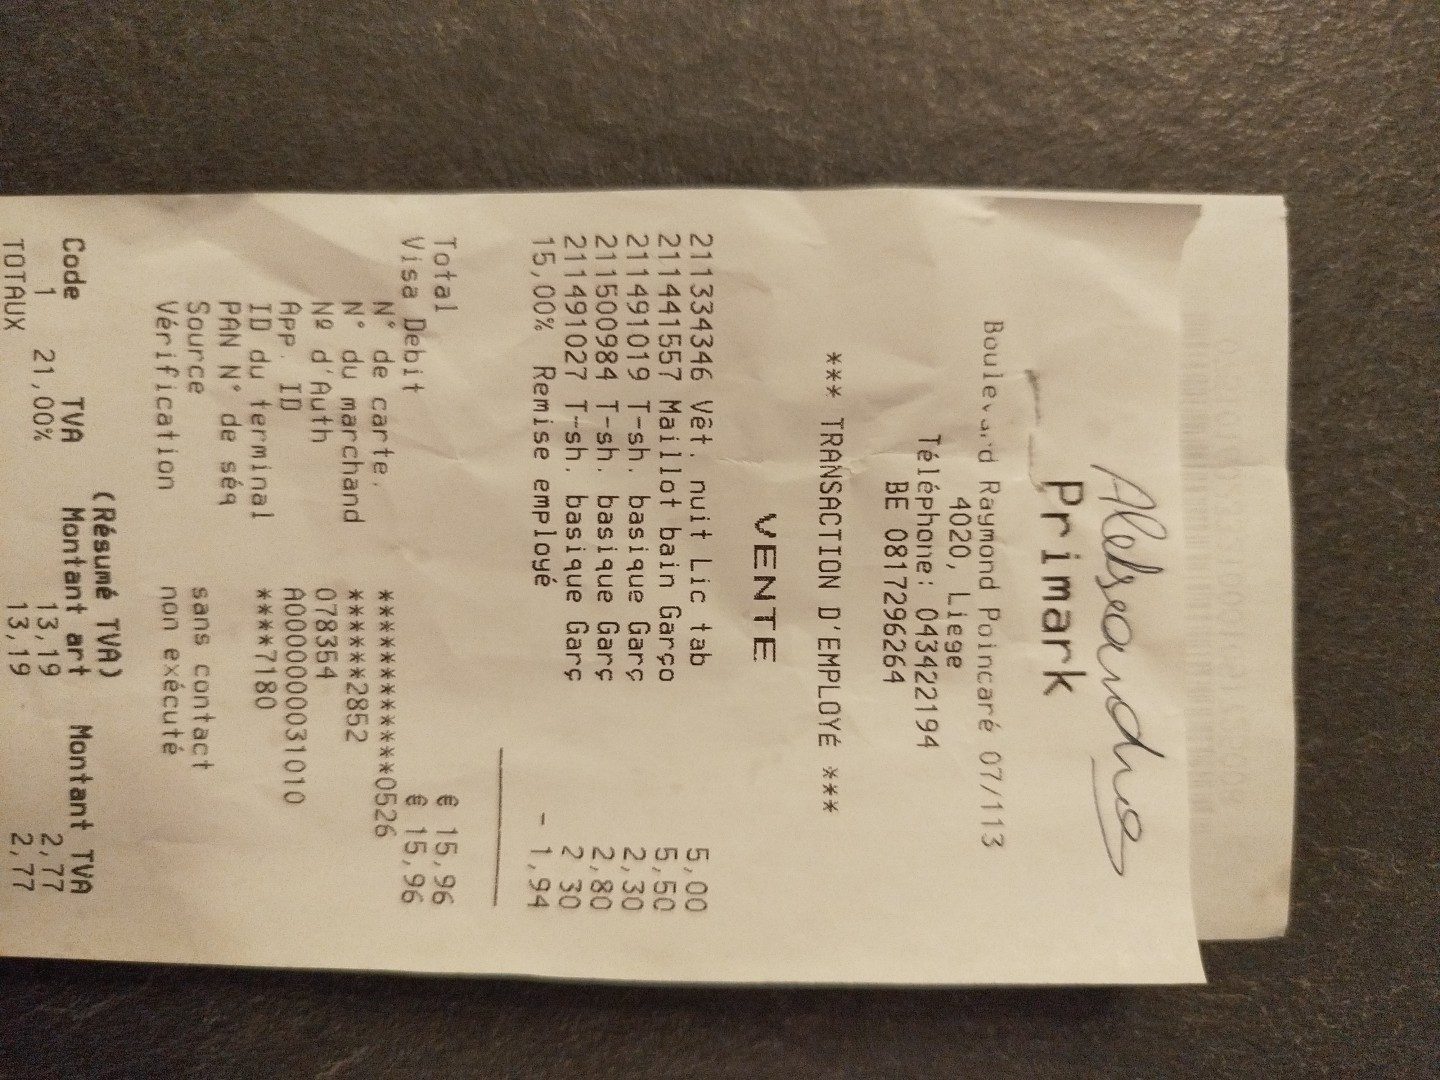 Alessandro
Primark
Boulevard Raymond Poincaré 07/113
4020, Liege
Téléphone: 043422194
BE 0817296264
*** TRANSACTION D'EMPLOYÉ ***
VENTE
211334346 Vêt. nuit Lic tab 5,00
211441557 Maillot bain Garço 5,50
211491019 T-sh. basique Garç 2,30
211500984 T-sh. basique Garç 2,80
211491027 T-sh. basique Garç 2 30
15,00% Remise employé - 1,94
Total € 15,96
Visa Debit € 15,96
N° de carte. ************0526
N° du marchand ******2852
Nº d'Auth 078354
App. ID A0000000031010
ID du terminal ****7180
PAN N° de séq
Source sans contact
Vérification non exécuté
(Résumé TVA)
Code TVA Montant art Montant TVA
1 21,00% 13,19 2,77
TOTAUX 13,19 2,77